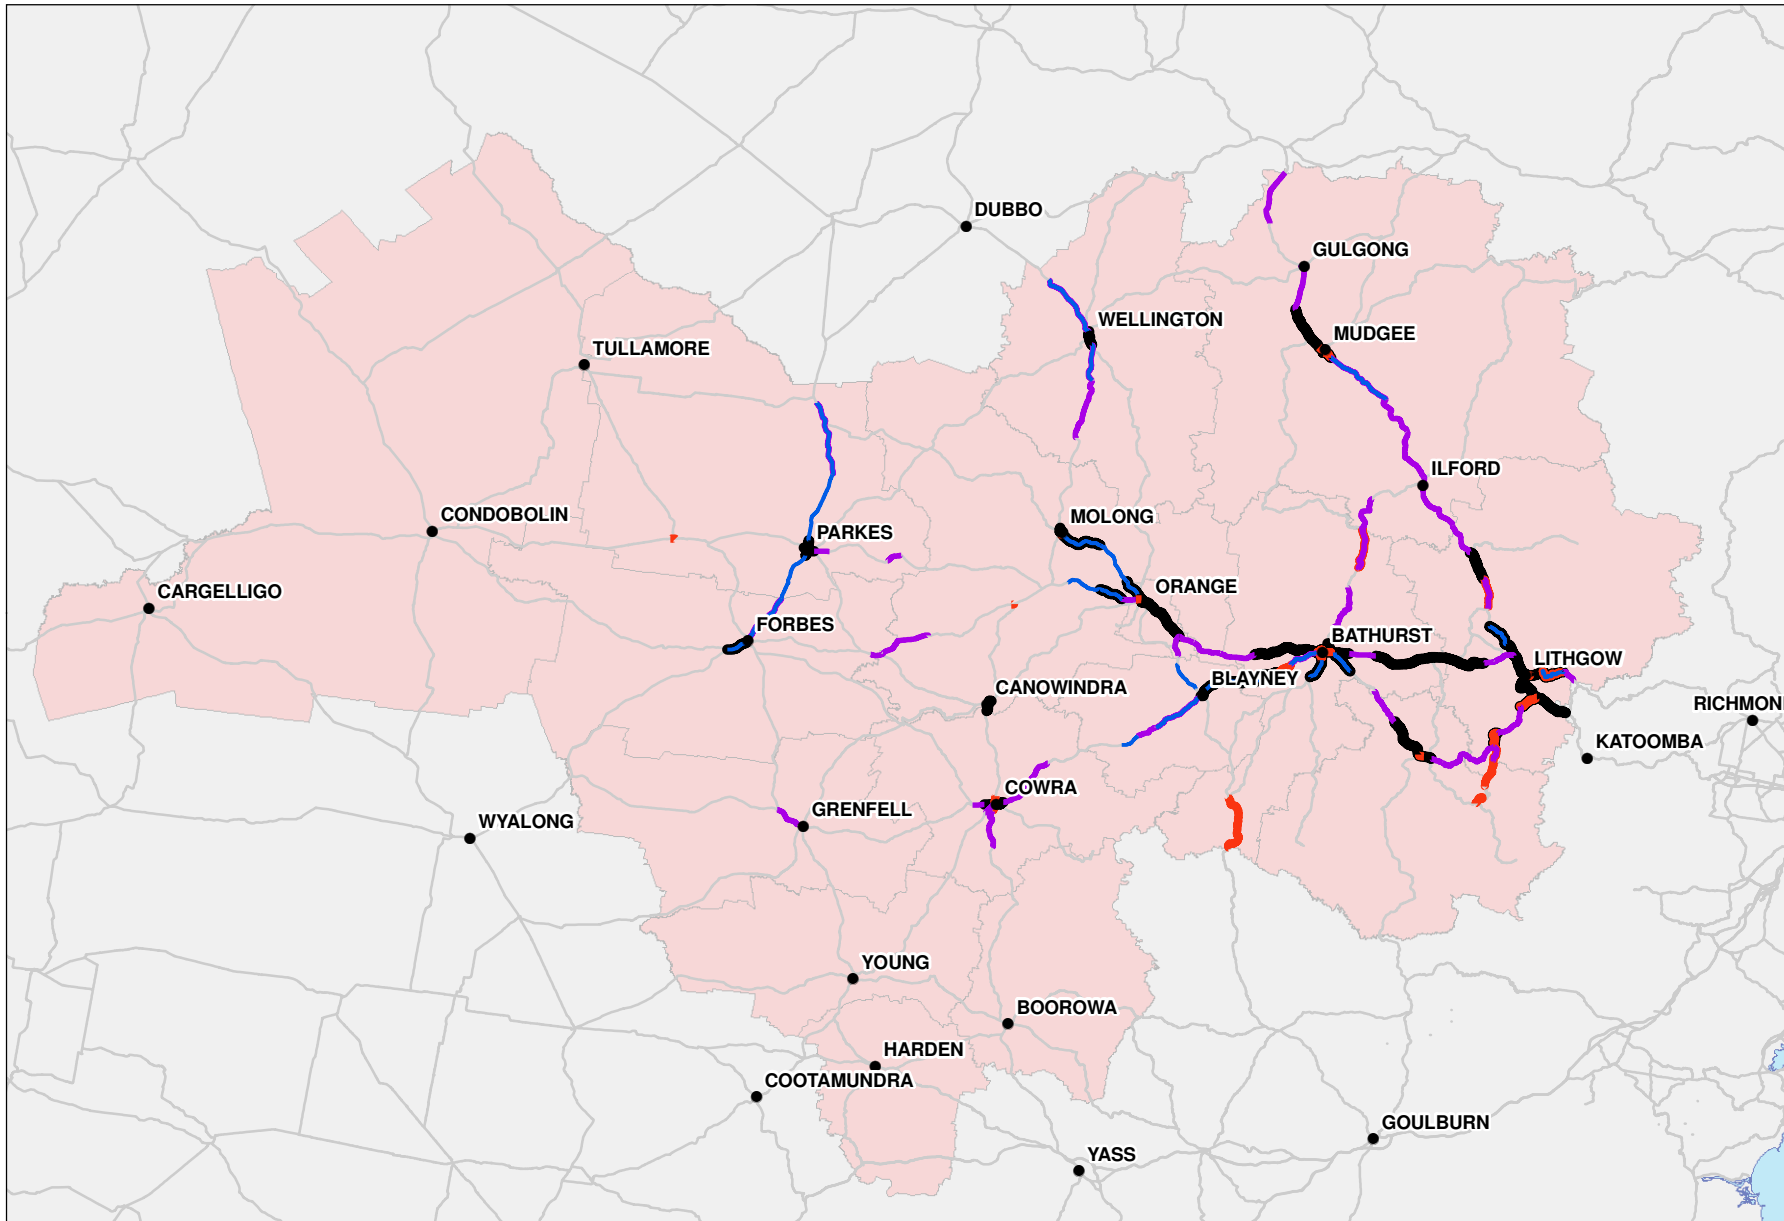 DUBBO
GULGONG
WELLINGTON
MUDGEE
TULLAMORE
ILFORD
CONDOBOLIN
MOLONG
PARKES
CARGELLIGO
ORANGE
FORBES
BATHURST
LITHGOW
BLAYNEY
CANOWINDRA
RICHMON
KATOOMBA
COWRA
GRENFELL
WYALONG
YOUNG
BOOROWA
HARDEN
COOTAMUNDRA
GOULBURN
YASS